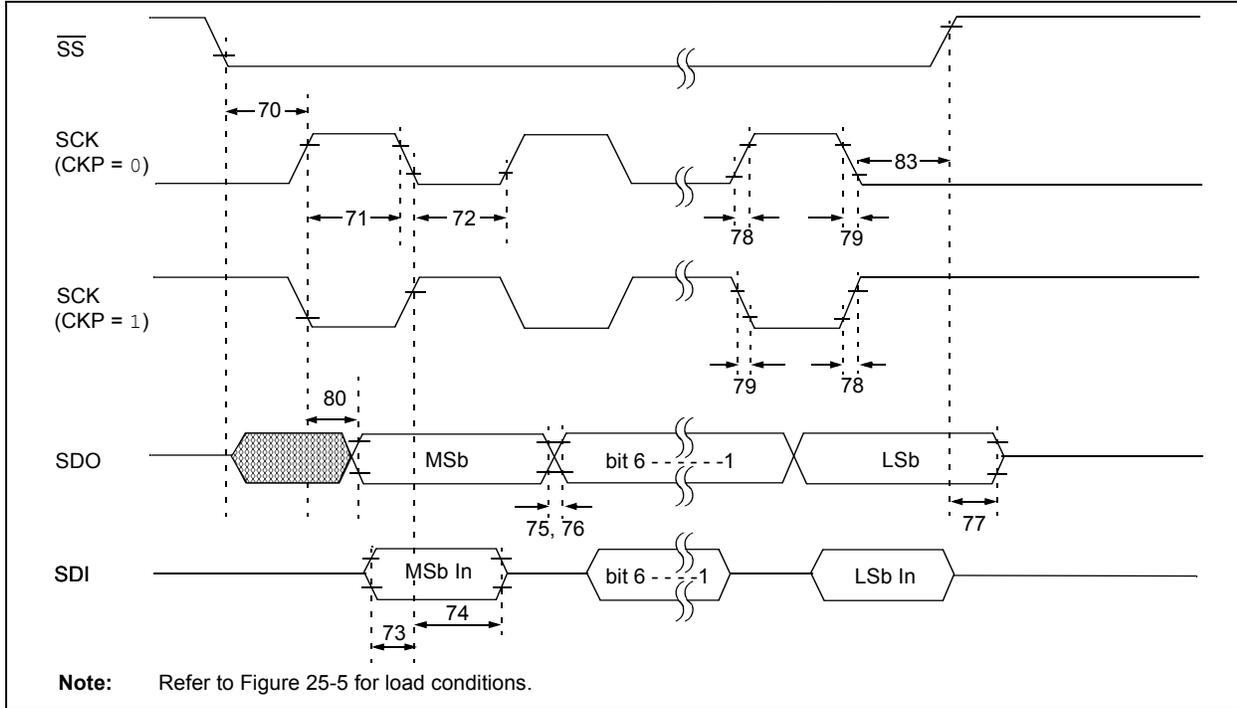 SS
70
SCK
(CKP = 0)
83
71
72
78
79
SCK
(CKP = 1)
79
78
80
SDO
MSb
bit 6 - - - - - -1
LSb
75, 76
77
SDI
MSb In
bit 6 - - - - -1
LSb In
74
73
Note: Refer to Figure 25-5 for load conditions.